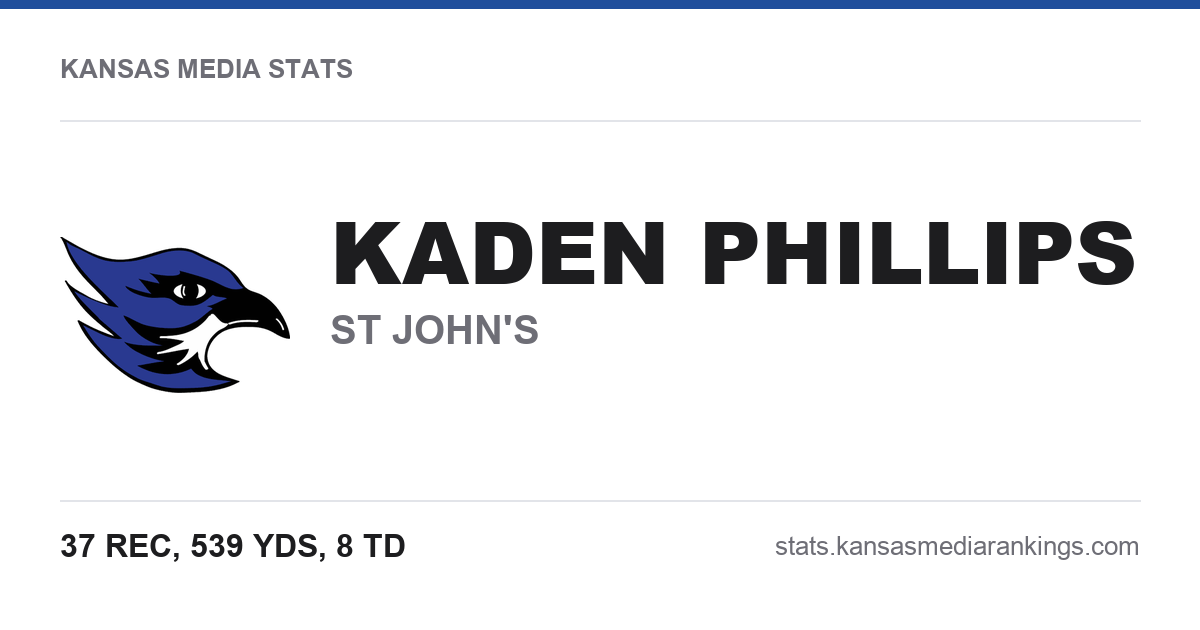 KANSAS MEDIA STATS
KADEN PHILLIPS
ST JOHN'S
37 REC, 539 YDS, 8 TD
stats.kansasmediarankings.com